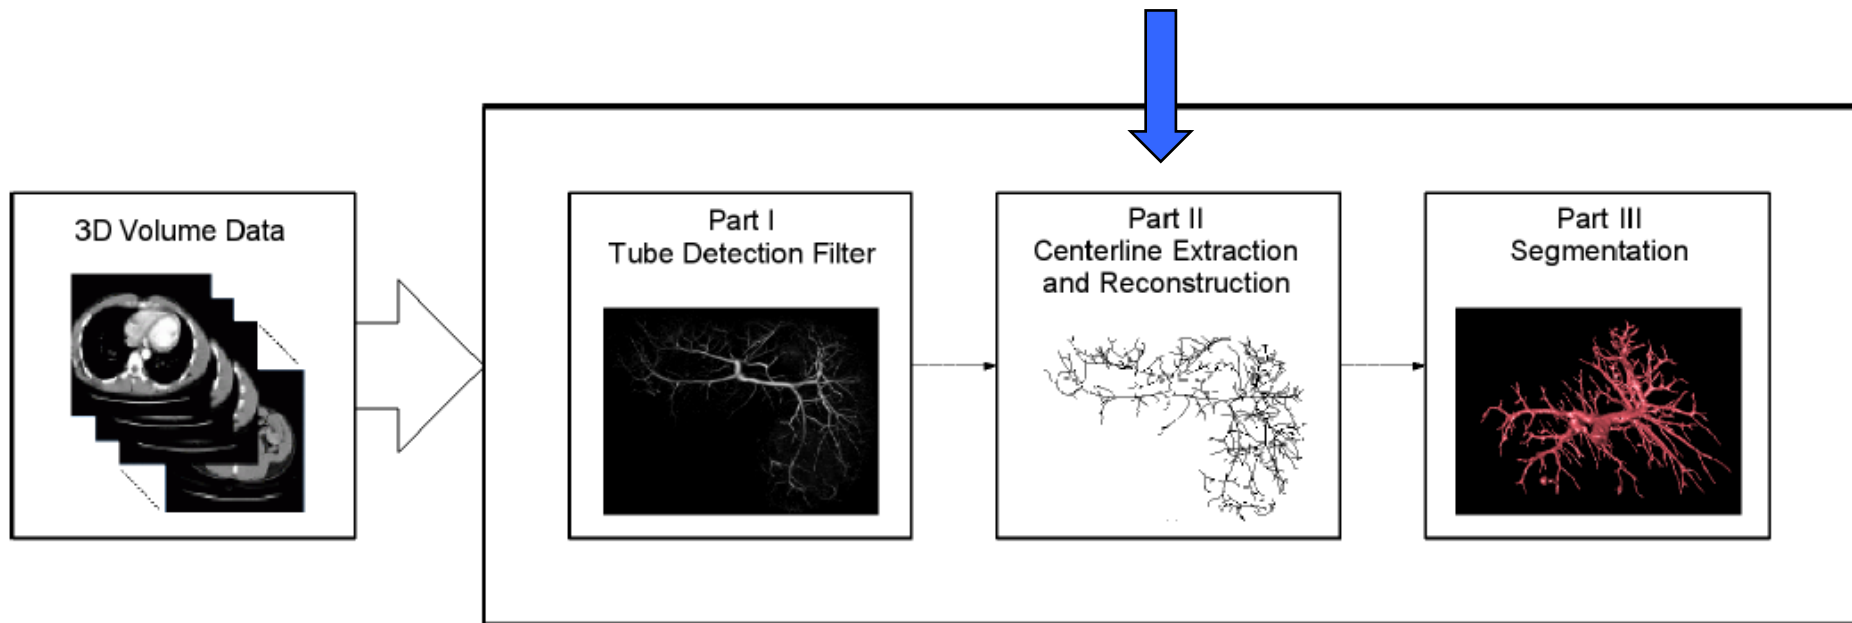 3D Volume Data
Part I
Tube Detection Filter
Part II
Centerline Extraction
and Reconstruction
Part III
Segmentation